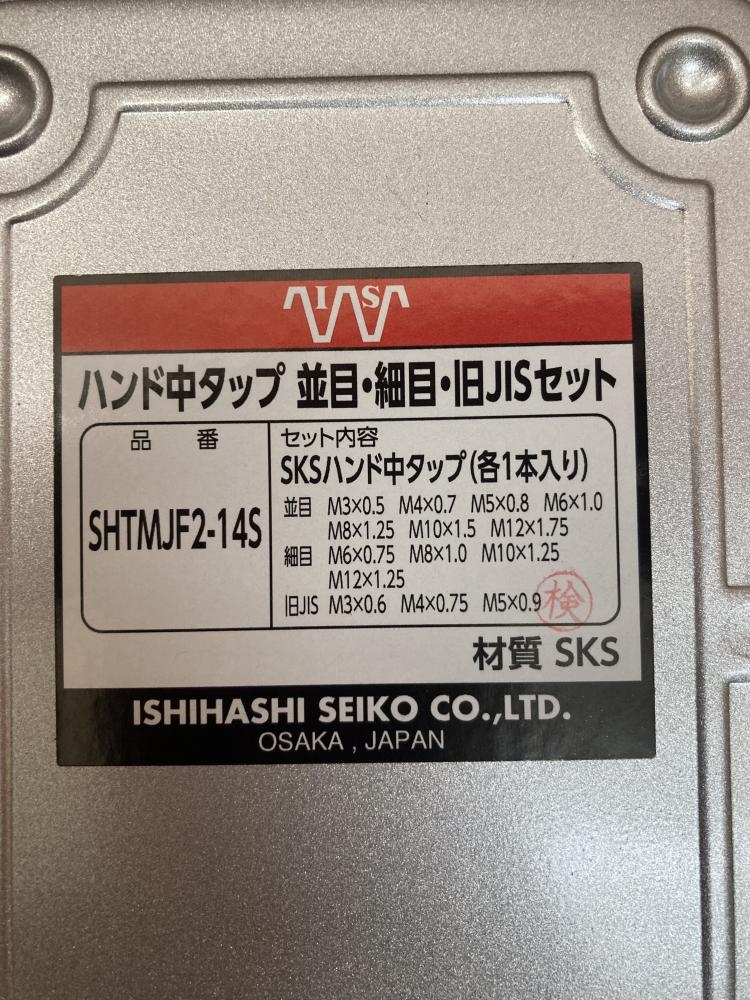 IS
ハンド中タップ 並目・細目・旧JISセット
品 番
SHTMJF2-14S
セット内容
SKSハンド中タップ(各1本入り)
並目 M3×0.5 M4×0.7 M5×0.8 M6×1.0
M8×1.25 M10×1.5 M12×1.75
細目 M6×0.75 M8×1.0 M10×1.25
M12×1.25
旧JIS M3×0.6 M4×0.75 M5×0.9
検
材質 SKS
ISHIHASHI SEIKO CO.,LTD.
OSAKA , JAPAN